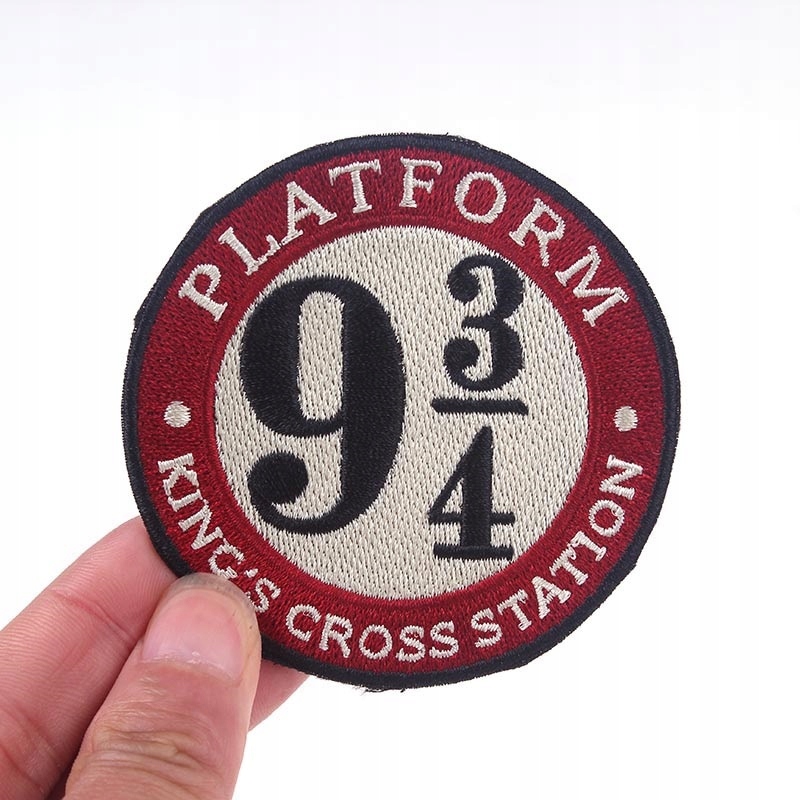 PLATFORM
9 3/4
KING'S CROSS STATION